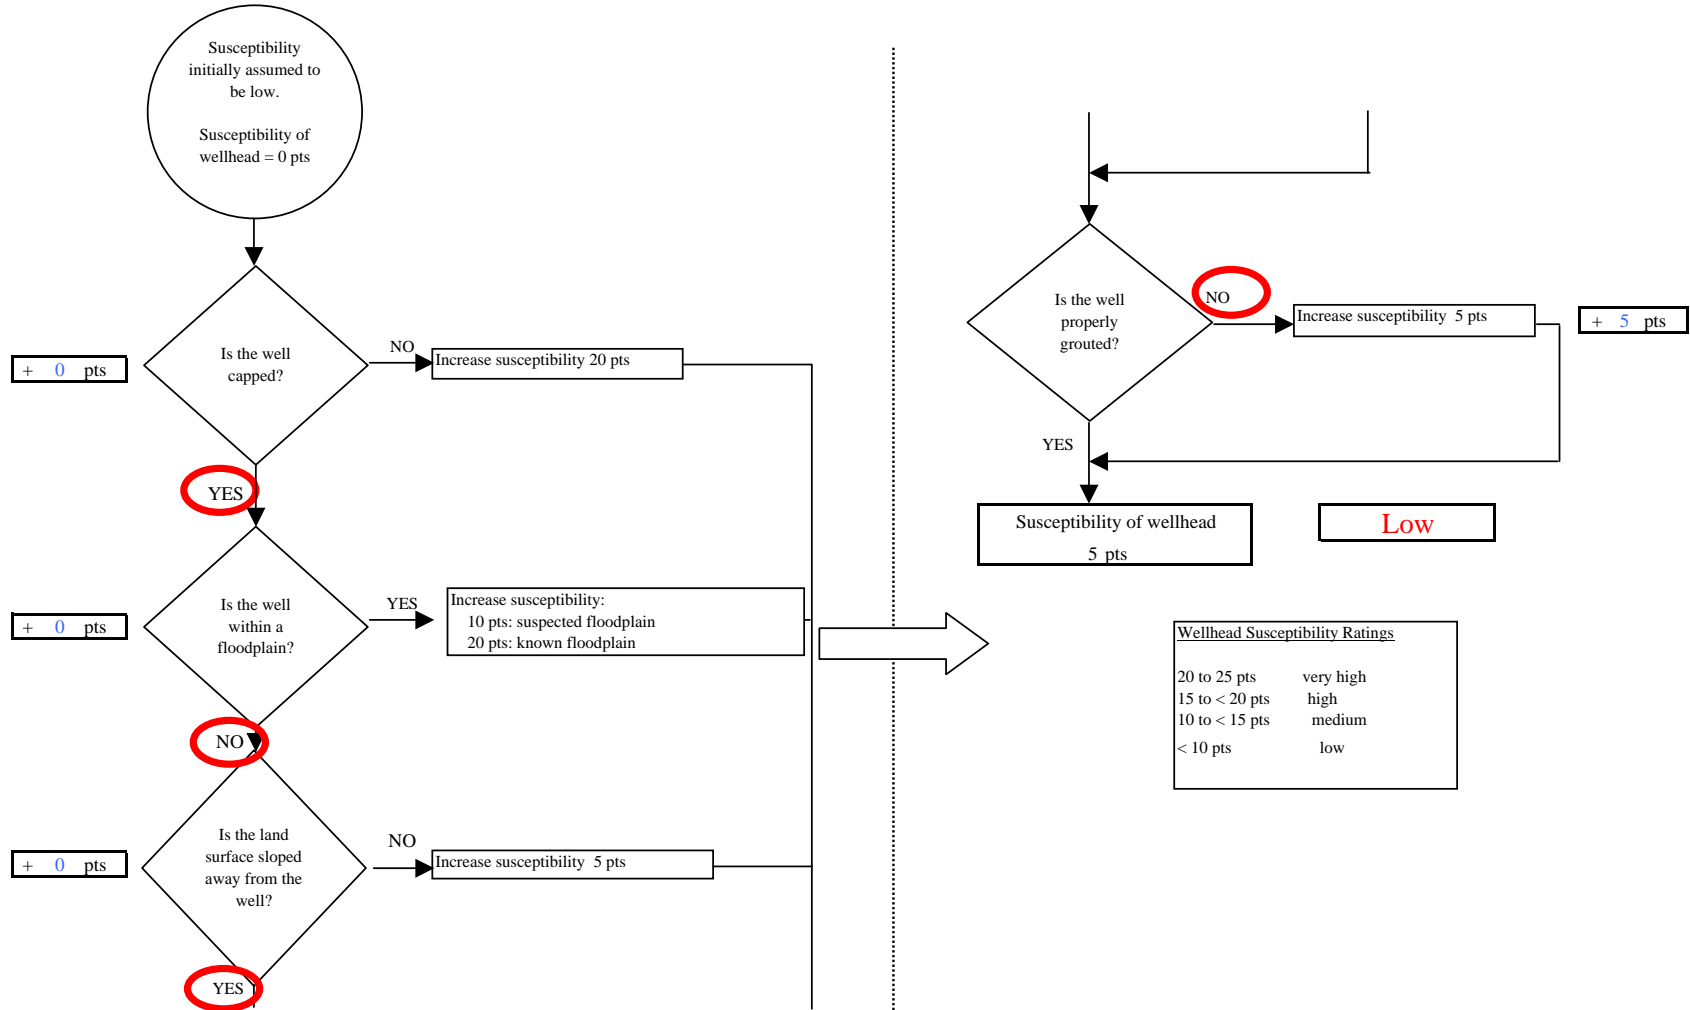 Susceptibility
initially assumed to
be low.
Susceptibility of
wellhead = 0 pts
Is the well
capped?
NO
Increase susceptibility 20 pts
+ 0 pts
YES
Is the well
within a
floodplain?
YES
Increase susceptibility:
10 pts: suspected floodplain
20 pts: known floodplain
+ 0 pts
NO
Is the land
surface sloped
away from the
well?
NO
Increase susceptibility 5 pts
+ 0 pts
YES
Is the well
properly
grouted?
NO
Increase susceptibility 5 pts
+ 5 pts
YES
Susceptibility of wellhead
5 pts
Low
Wellhead Susceptibility Ratings
20 to 25 pts very high
15 to < 20 pts high
10 to < 15 pts medium
< 10 pts low